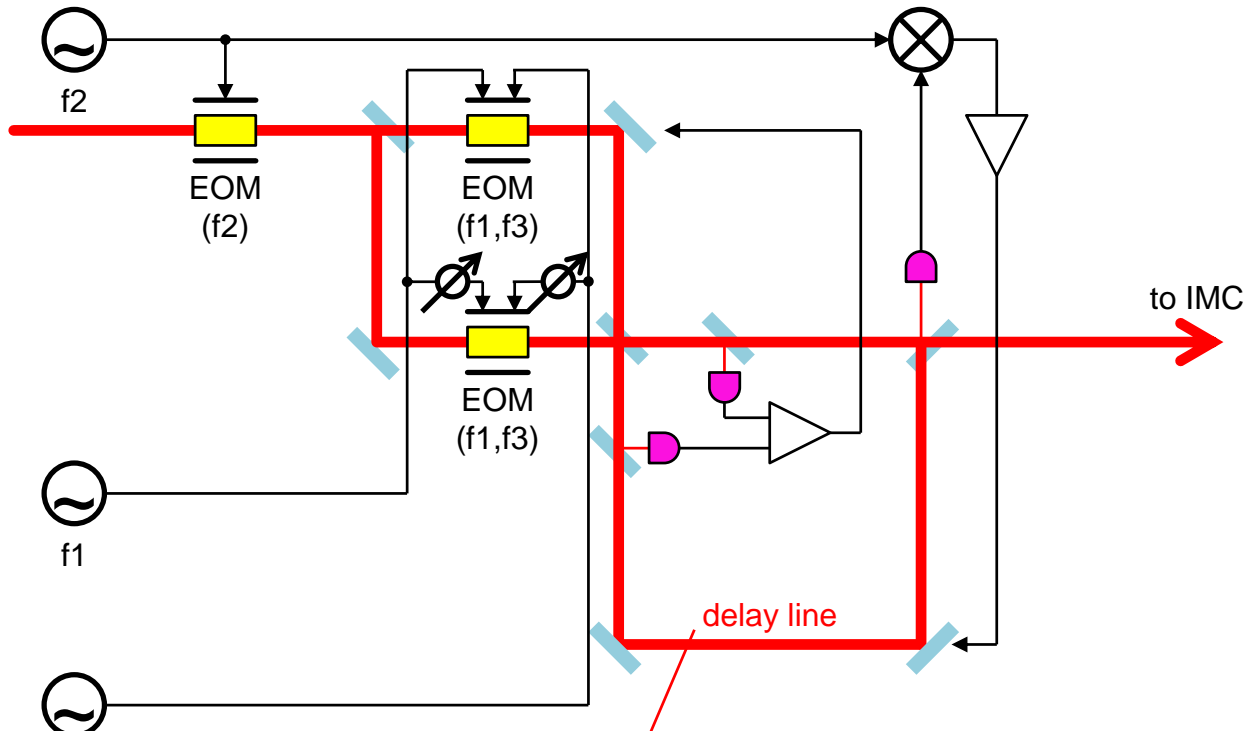 f2
EOM
(f2)
EOM
(f1,f3)
to IMC
EOM
(f1,f3)
f1
delay line